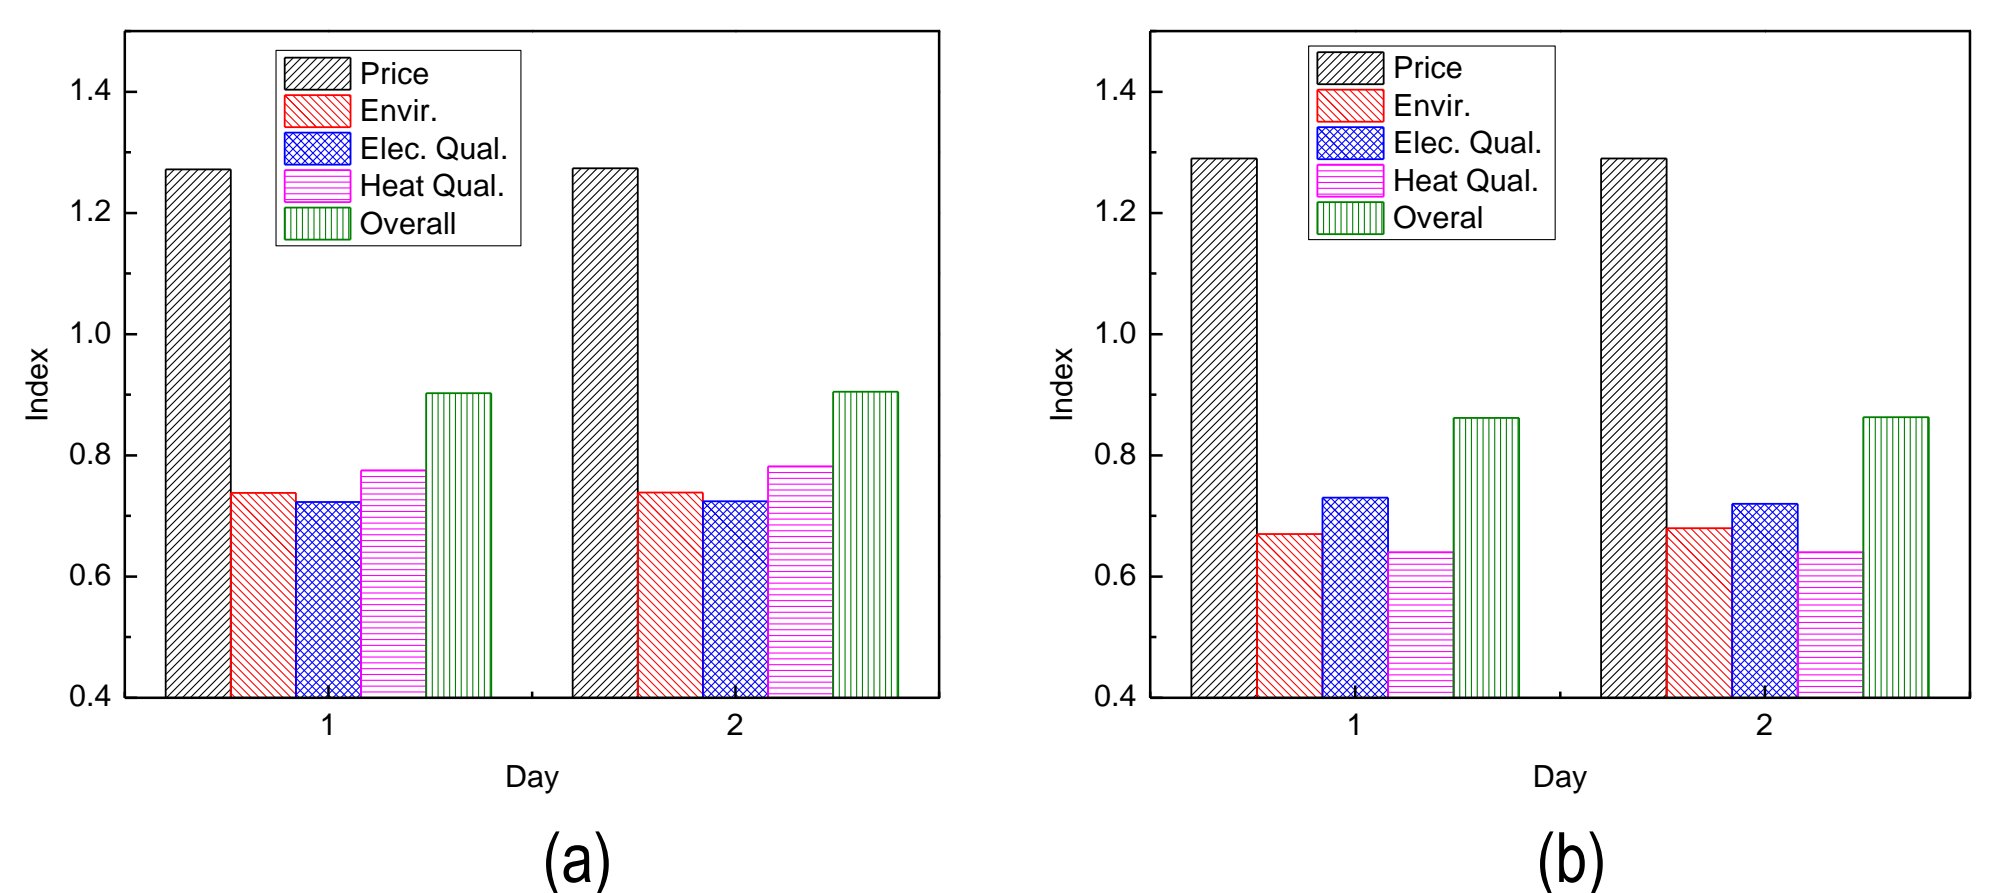 1.4
1.2
1.0
0.8
0.6
0.4
Index
Price
Envir.
Elec. Qual.
Heat Qual.
Overall
1 2
Day
(a)
1.4
1.2
1.0
0.8
0.6
0.4
Index
Price
Envir.
Elec. Qual.
Heat Qual.
Overal
1 2
Day
(b)